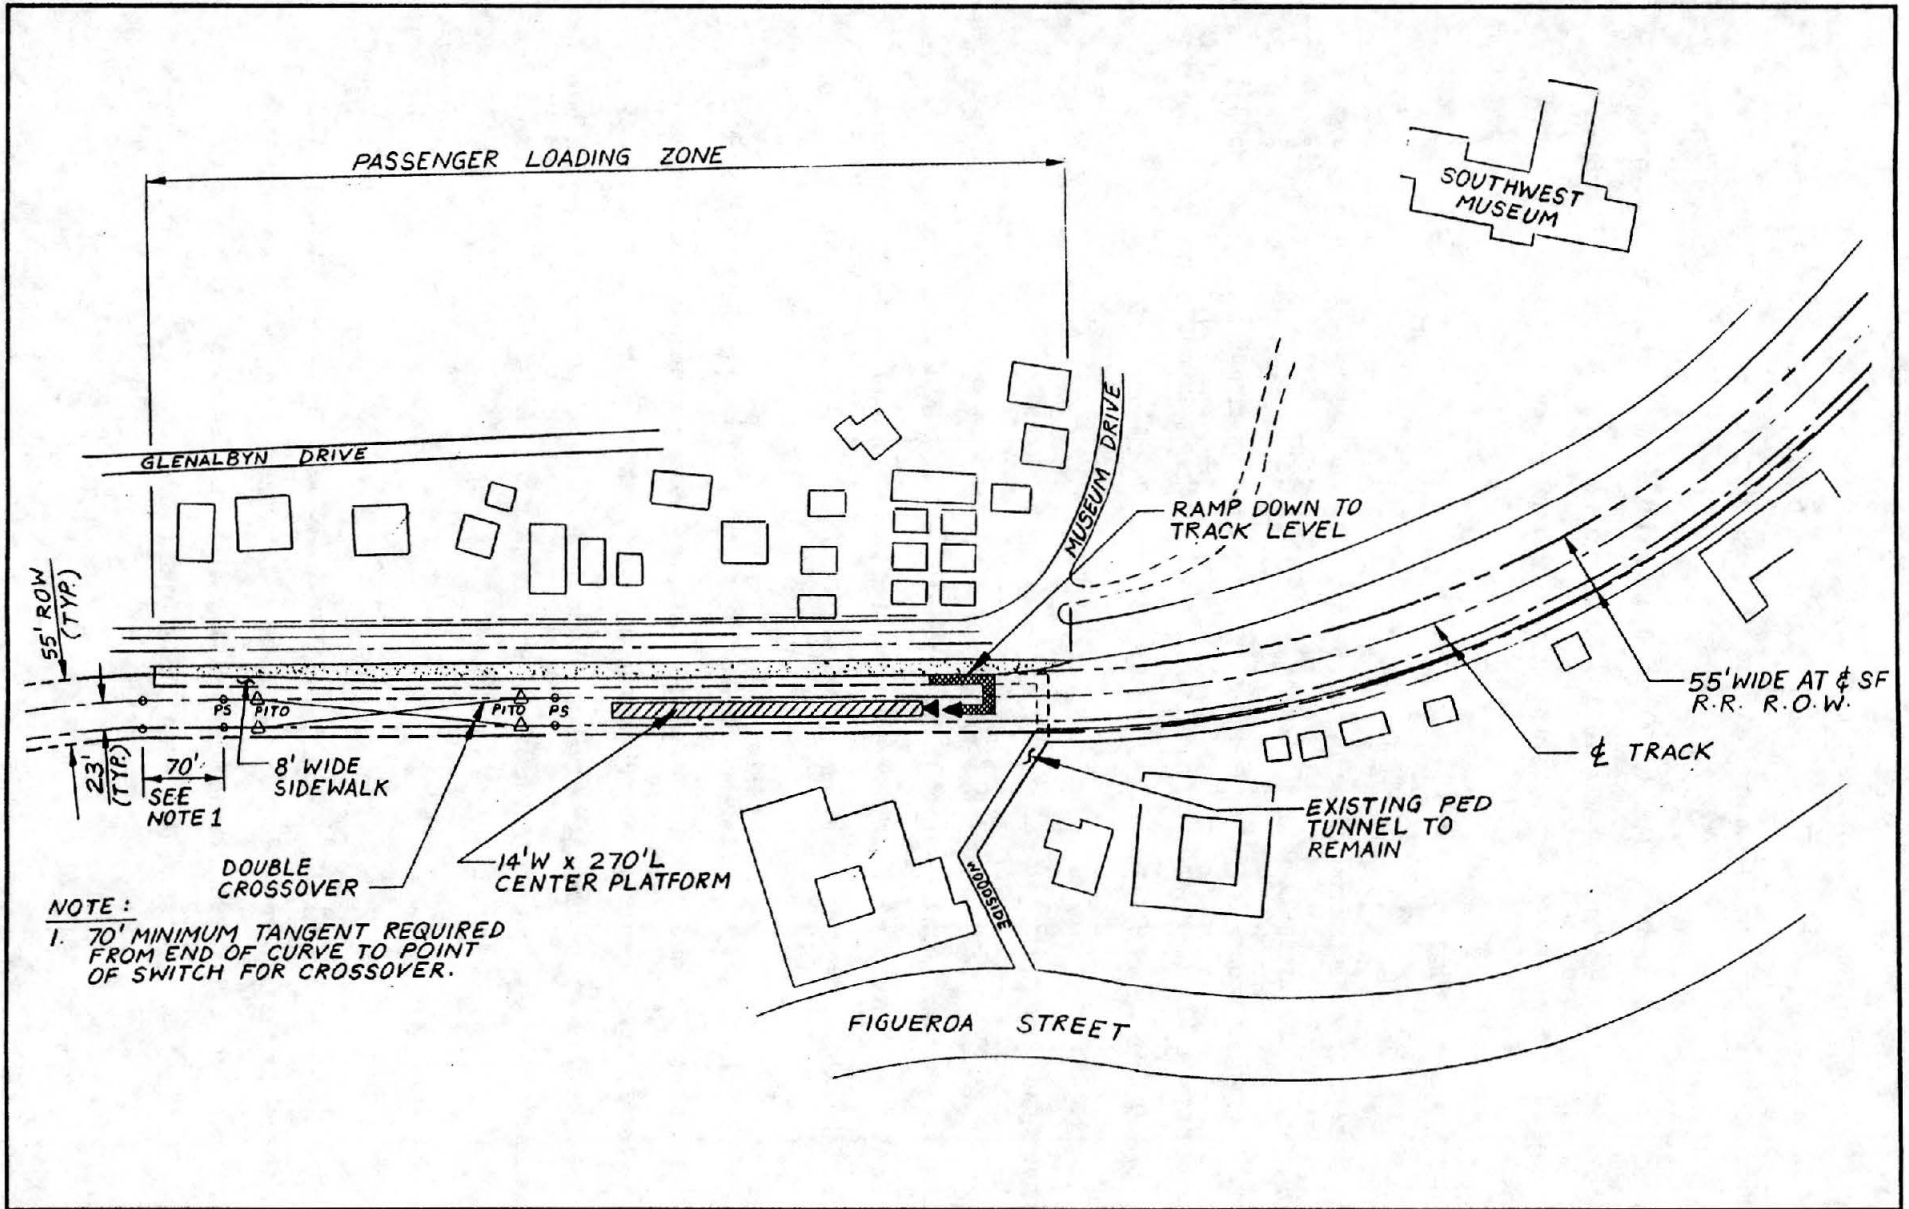 PASSENGER LOADING ZONE
SOUTHWEST
MUSEUM
GLENALBYN DRIVE
MUSEUM DRIVE
RAMP DOWN TO
TRACK LEVEL
55' ROW
(TYP.)
PS
PITO
PITO
PS
55' WIDE AT ℄ SF
R.R. R.O.W.
℄ TRACK
23'
(TYP.)
70'
SEE
NOTE 1
8' WIDE
SIDEWALK
EXISTING PED
TUNNEL TO
REMAIN
DOUBLE
CROSSOVER
14'W x 270'L
CENTER PLATFORM
WOODSIDE
NOTE:
1. 70' MINIMUM TANGENT REQUIRED
FROM END OF CURVE TO POINT
OF SWITCH FOR CROSSOVER.
FIGUEROA STREET